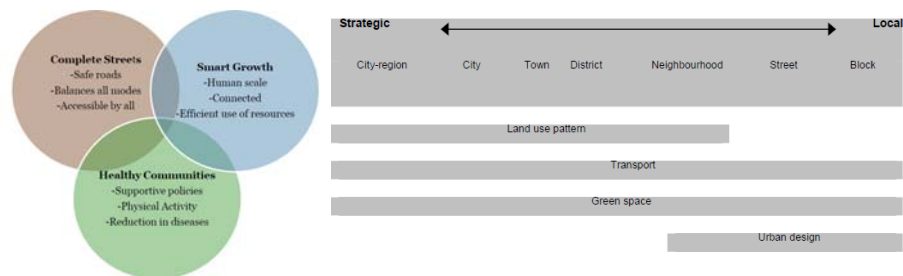 Complete Streets
-Safe roads
-Balances all modes
-Accessible by all
Smart Growth
-Human scale
-Connected
-Efficient use of resources
Healthy Communities
-Supportive policies
-Physical Activity
-Reduction in diseases
Strategic Local
City-region City Town District Neighbourhood Street Block
Land use pattern
Transport
Green space
Urban design